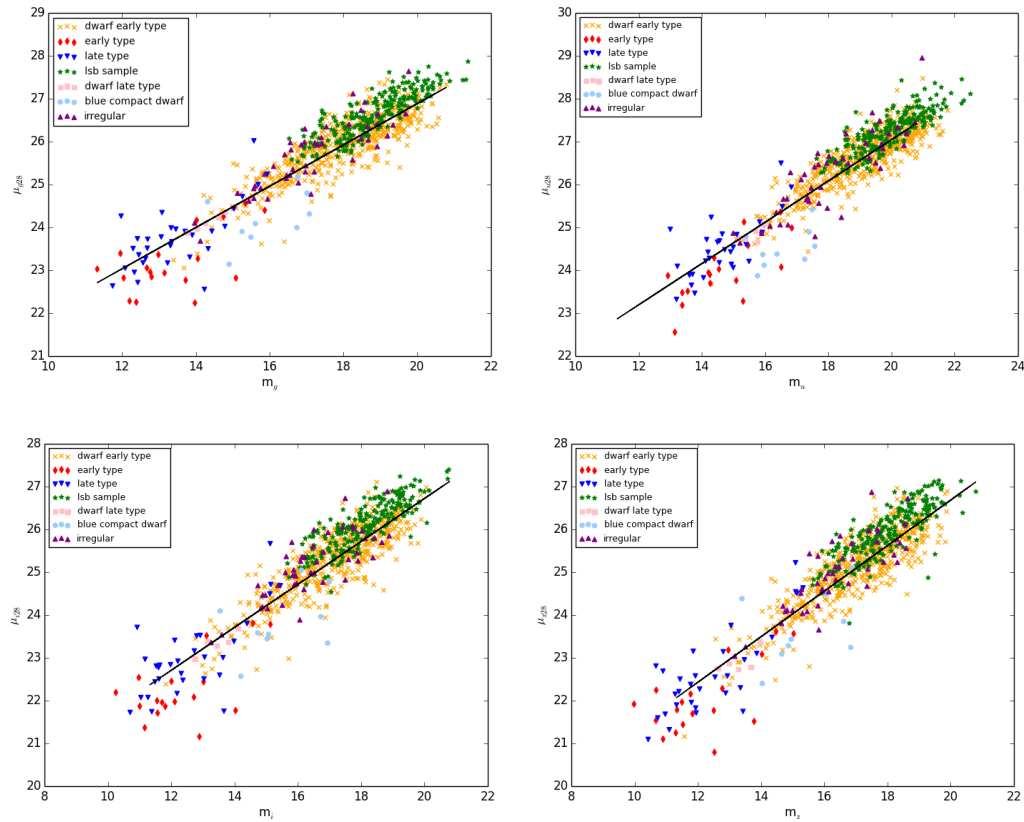 29
28
27
26
25
24
23
22
21
μg28
dwarf early type
early type
late type
lsb sample
dwarf late type
blue compact dwarf
irregular
10 12 14 16 18 20 22
mg
30
29
28
27
26
25
24
23
22
μu28
dwarf early type
early type
late type
lsb sample
dwarf late type
blue compact dwarf
irregular
10 12 14 16 18 20 22 24
mu
28
27
26
25
24
23
22
21
20
μi28
dwarf early type
early type
late type
lsb sample
dwarf late type
blue compact dwarf
irregular
8 10 12 14 16 18 20 22
mi
28
27
26
25
24
23
22
21
20
μz28
dwarf early type
early type
late type
lsb sample
dwarf late type
blue compact dwarf
irregular
8 10 12 14 16 18 20 22
mz